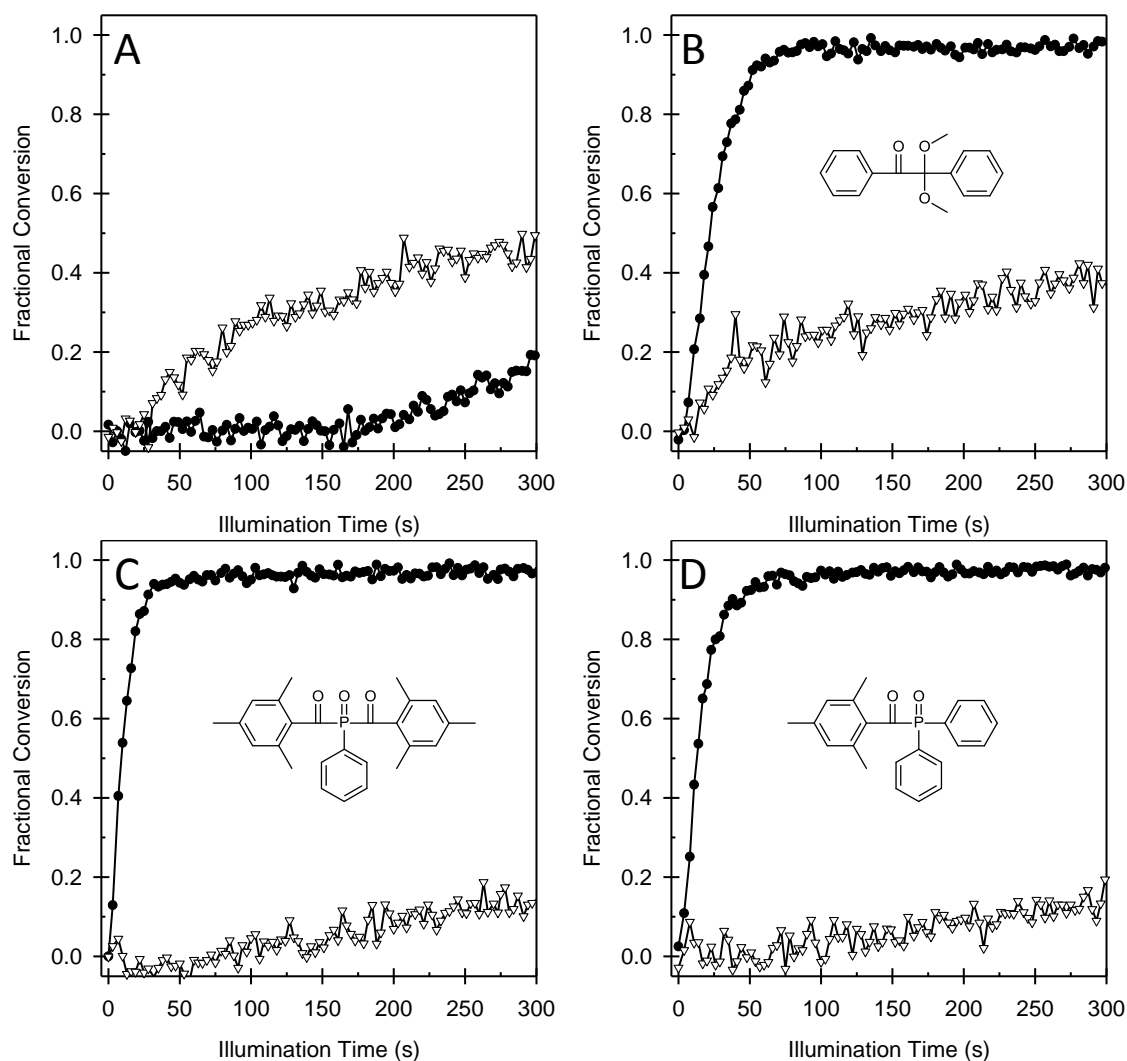 A
Fractional Conversion
1.0
0.8
0.6
0.4
0.2
0.0
0 50 100 150 200 250 300
Illumination Time (s)
B
Fractional Conversion
1.0
0.8
0.6
0.4
0.2
0.0
O
O
O
0 50 100 150 200 250 300
Illumination Time (s)
C
Fractional Conversion
1.0
0.8
0.6
0.4
0.2
0.0
O O O
P
0 50 100 150 200 250 300
Illumination Time (s)
D
Fractional Conversion
1.0
0.8
0.6
0.4
0.2
0.0
O O
P
0 50 100 150 200 250 300
Illumination Time (s)